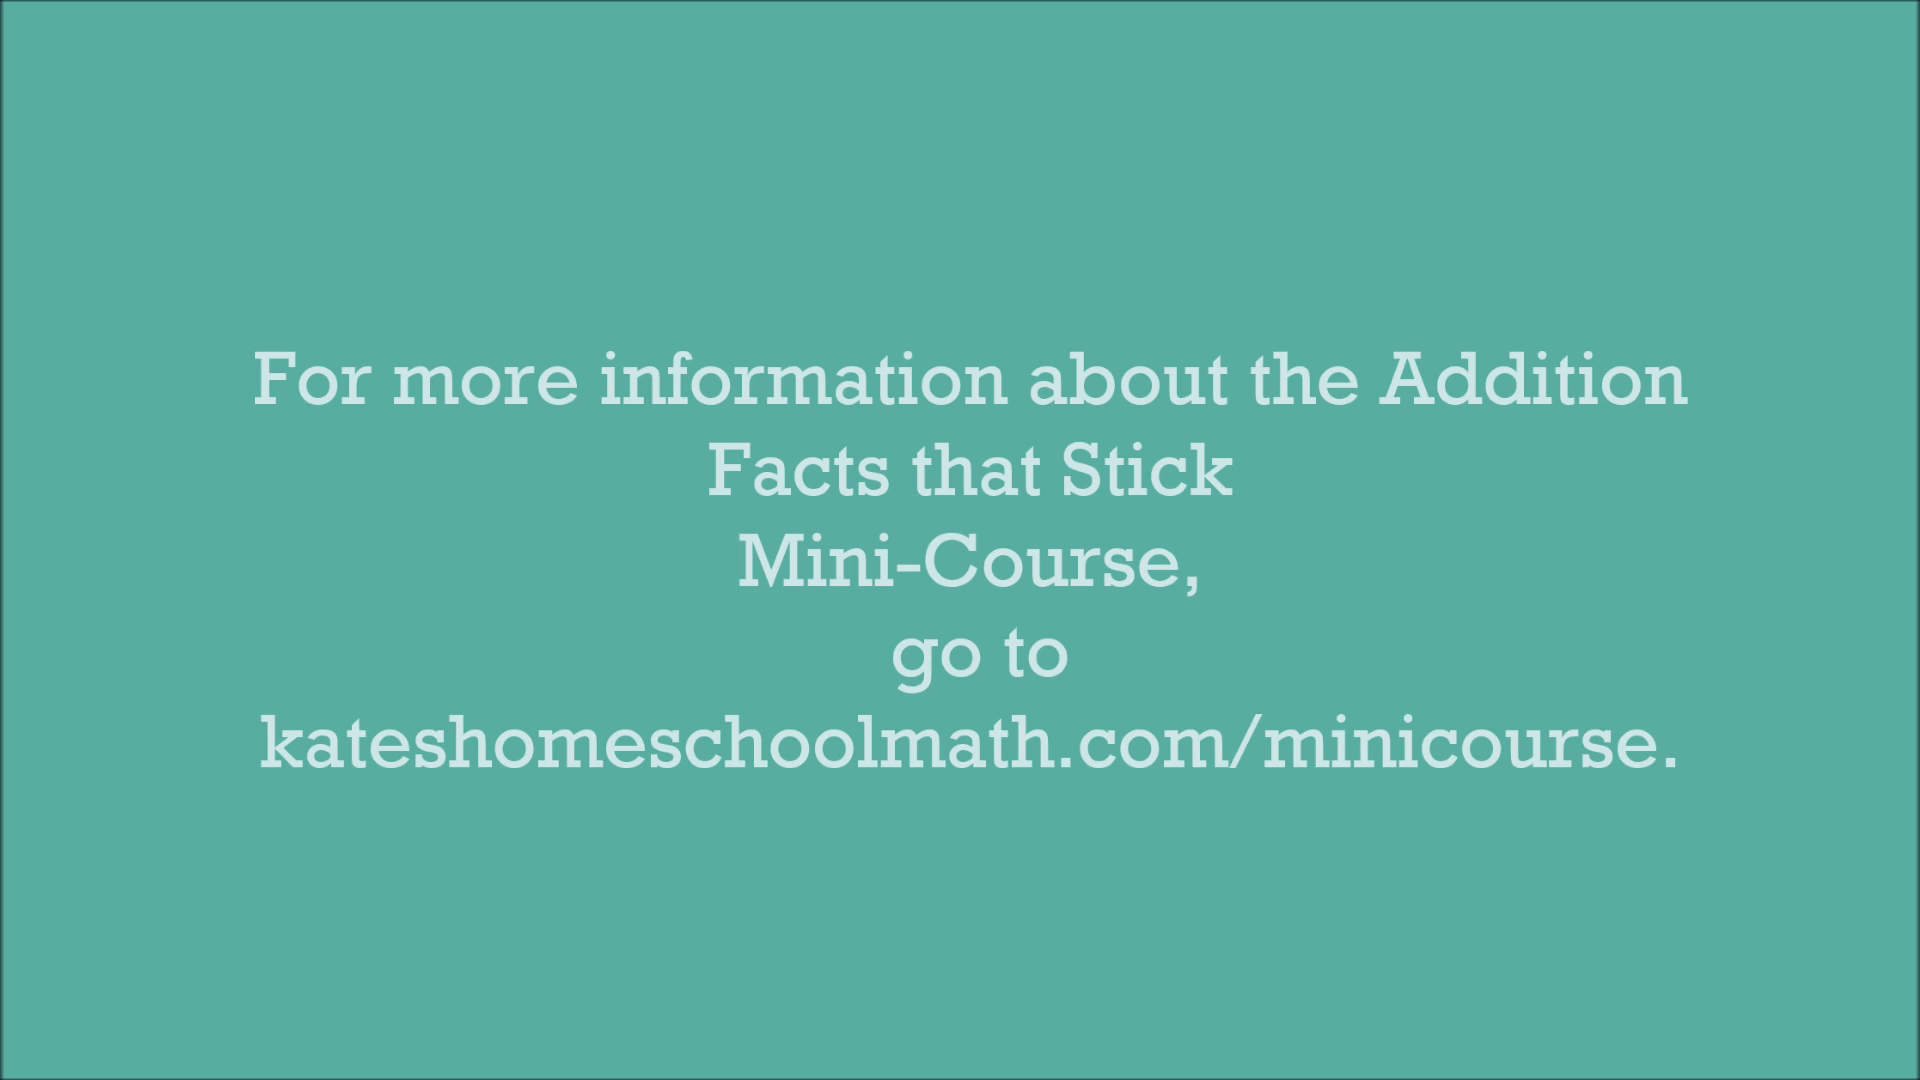 For more information about the Addition
Facts that Stick
Mini-Course,
go to
kateshomeschoolmath.com/minicourse.